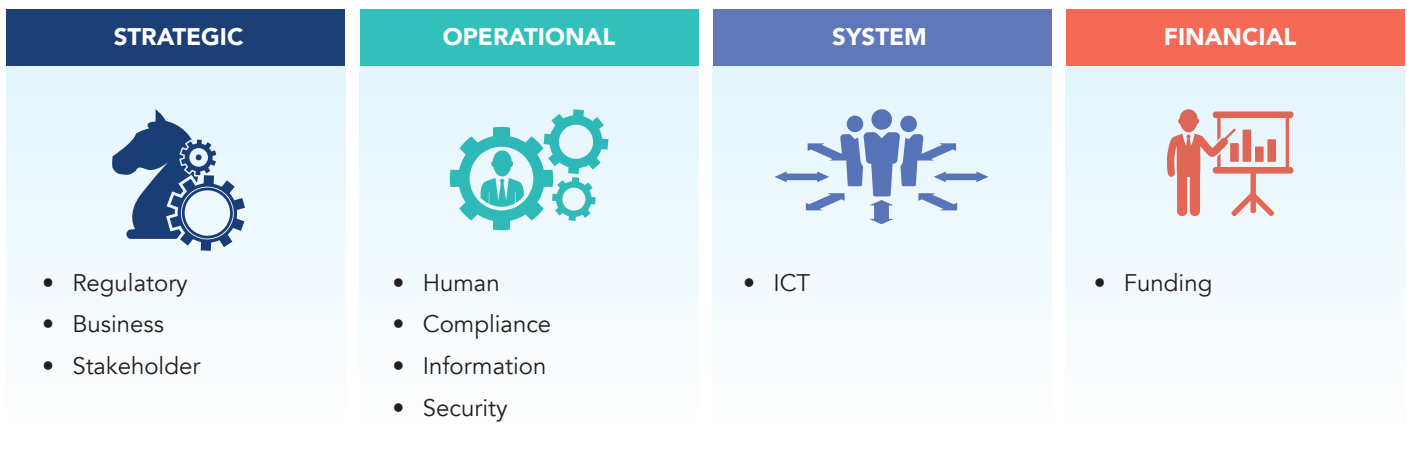 STRATEGIC
• Regulatory
• Business
• Stakeholder
OPERATIONAL
• Human
• Compliance
• Information
• Security
SYSTEM
• ICT
FINANCIAL
• Funding